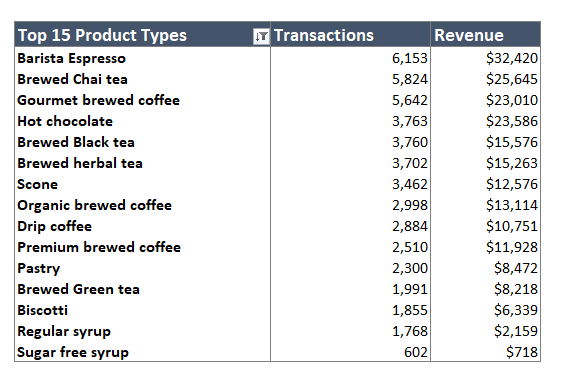 Top 15 Product Types Transactions Revenue
Barista Espresso 6,153 $32,420
Brewed Chai tea 5,824 $25,645
Gourmet brewed coffee 5,642 $23,010
Hot chocolate 3,763 $23,586
Brewed Black tea 3,760 $15,576
Brewed herbal tea 3,702 $15,263
Scone 3,462 $12,576
Organic brewed coffee 2,998 $13,114
Drip coffee 2,884 $10,751
Premium brewed coffee 2,510 $11,928
Pastry 2,300 $8,472
Brewed Green tea 1,991 $8,218
Biscotti 1,855 $6,339
Regular syrup 1,768 $2,159
Sugar free syrup 602 $718